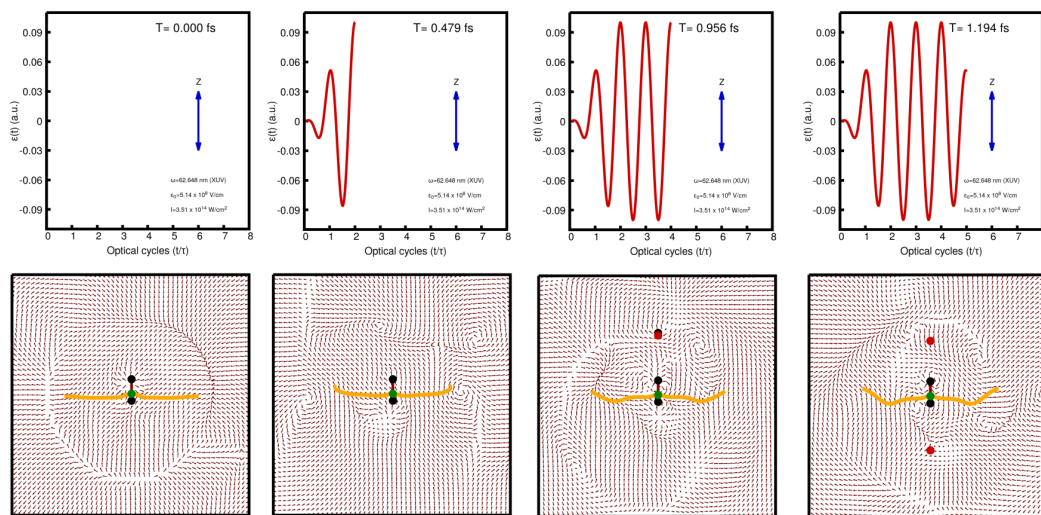 T= 0.000 fs
0.09
0.06
0.03
0
-0.03
-0.06
-0.09
ε(t) (a.u.)
Z
ω=62.648 nm (XUV)
ε0=5.14 x 10⁸ V/cm
I=3.51 x 10¹⁴ W/cm²
0 1 2 3 4 5 6 7 8
Optical cycles (t/τ)
T= 0.479 fs
0.09
0.06
0.03
0
-0.03
-0.06
-0.09
Z
ω=62.648 nm (XUV)
ε0=5.14 x 10⁸ V/cm
I=3.51 x 10¹⁴ W/cm²
0 1 2 3 4 5 6 7 8
Optical cycles (t/τ)
T= 0.956 fs
0.09
0.06
0.03
0
-0.03
-0.06
-0.09
ε(t) (a.u.)
Z
ω=62.648 nm (XUV)
ε0=5.14 x 10⁸ V/cm
I=3.51 x 10¹⁴ W/cm²
0 1 2 3 4 5 6 7 8
Optical cycles (t/τ)
T= 1.194 fs
0.09
0.06
0.03
0
-0.03
-0.06
-0.09
ε(t) (a.u.)
Z
ω=62.648 nm (XUV)
ε0=5.14 x 10⁸ V/cm
I=3.51 x 10¹⁴ W/cm²
0 1 2 3 4 5 6 7
Optical cycles (t/τ)